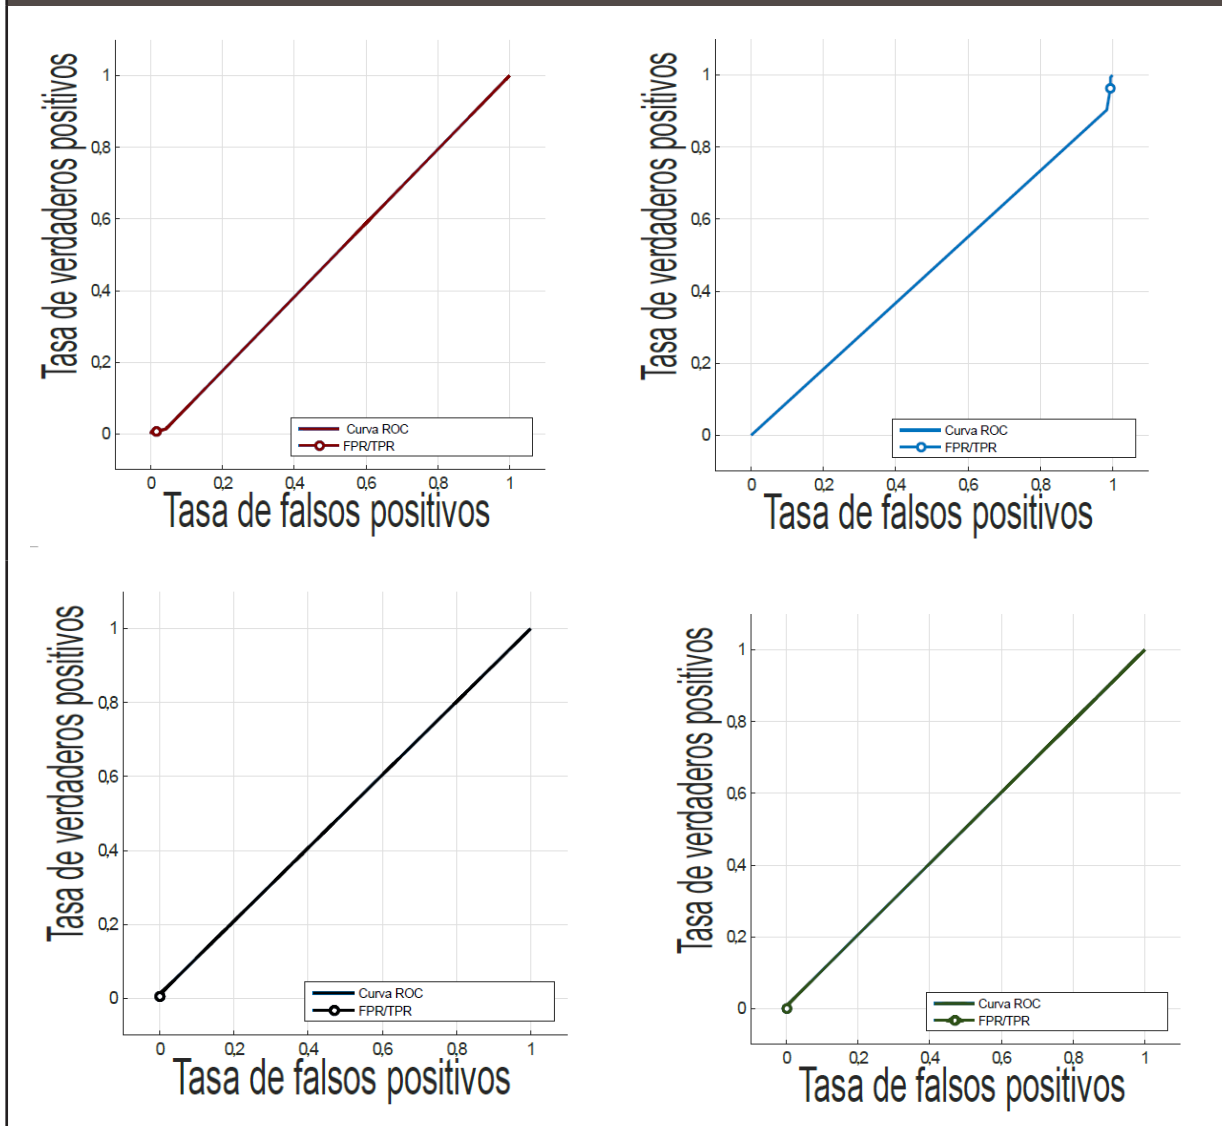 Tasa de verdaderos positivos
1
0,8
0,6
0,4
0,2
0
Curva ROC
FPR/TPR
0 0,2 0,4 0,6 0,8 1
Tasa de falsos positivos
Tasa de verdaderos positivos
1
0,8
0,6
0,4
0,2
0
Curva ROC
FPR/TPR
0 0,2 0,4 0,6 0,8 1
Tasa de falsos positivos
Tasa de verdaderos positivos
1
0,8
0,6
0,4
0,2
0
Curva ROC
FPR/TPR
0 0,2 0,4 0,6 0,8 1
Tasa de falsos positivos
Tasa de verdaderos positivos
1
0,8
0,6
0,4
0,2
0
Curva ROC
FPR/TPR
0 0,2 0,4 0,6 0,8 1
Tasa de falsos positivos